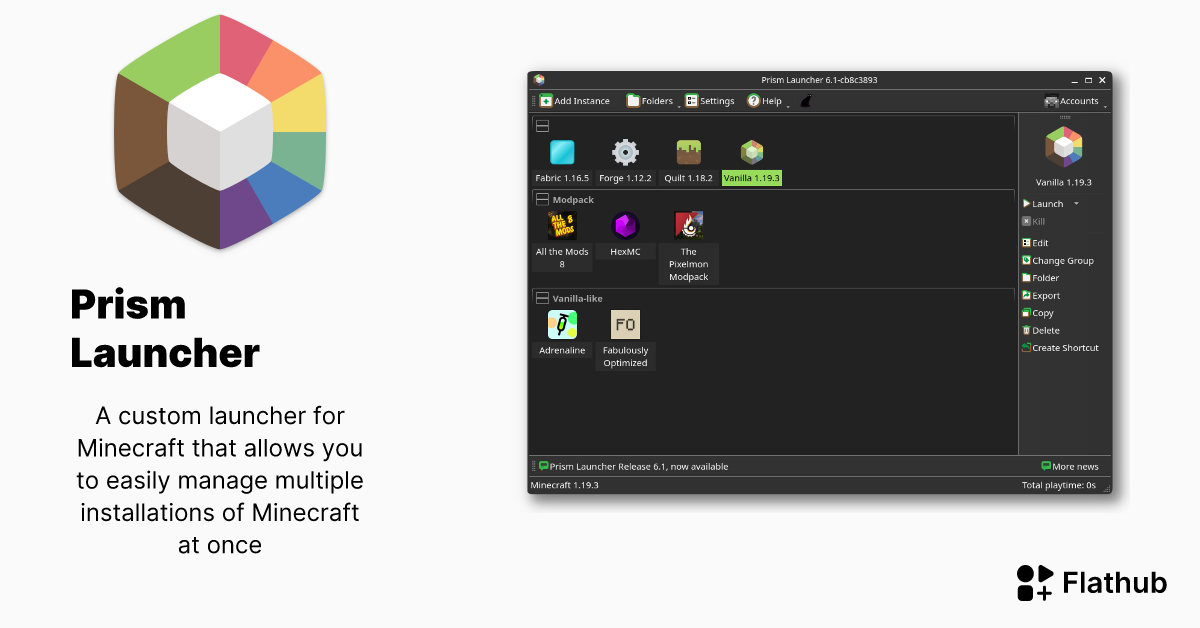 Prism
Launcher
A custom launcher for
Minecraft that allows you
to easily manage multiple
installations of Minecraft
at once
Prism Launcher 6.1-cb8c3893
Add Instance Folders Settings Help Accounts
Fabric 1.16.5 Forge 1.12.2 Quilt 1.18.2 Vanilla 1.19.3
Modpack
ALL THE MODS 8
All the Mods
8
HexMC
The
Pixelmon
Modpack
Vanilla-like
FO
Adrenaline
Fabulously
Optimized
Vanilla 1.19.3
Launch
Kill
Edit
Change Group
Folder
Export
Copy
Delete
Create Shortcut
Prism Launcher Release 6.1, now available More news
Minecraft 1.19.3 Total playtime: 0s
Flathub